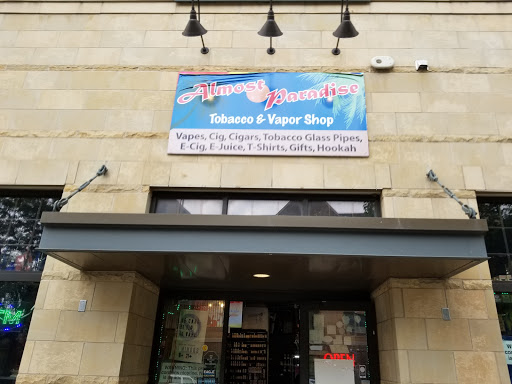 Almost Paradise
Tobacco & Vapor Shop
Vapes, Cig, Cigars, Tobacco Glass Pipes,
E-Cig, E-Juice, T-Shirts, Gifts, Hookah
OPEN